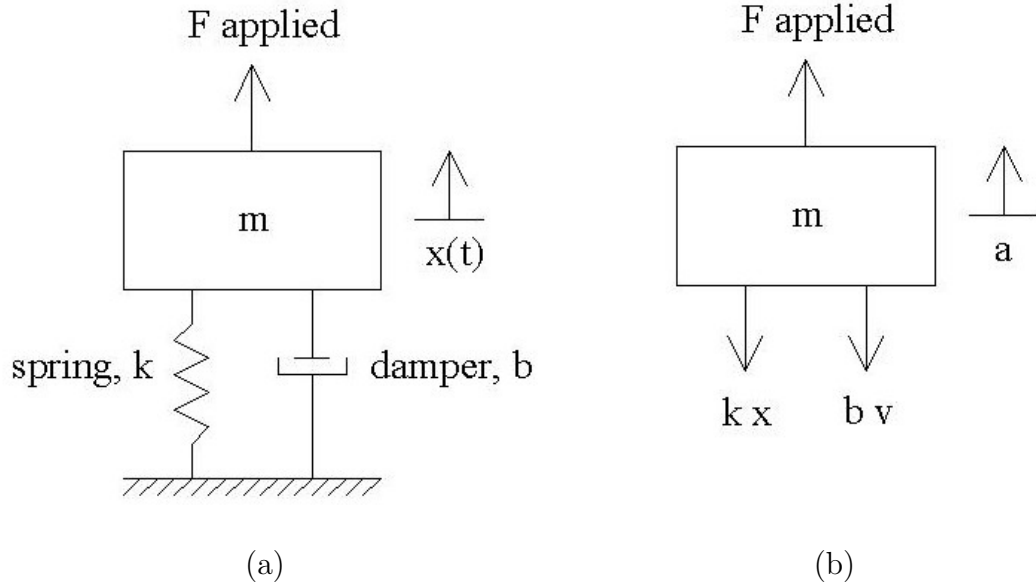 F applied
m
x(t)
spring, k
damper, b
(a)
F applied
m
a
k x
b v
(b)